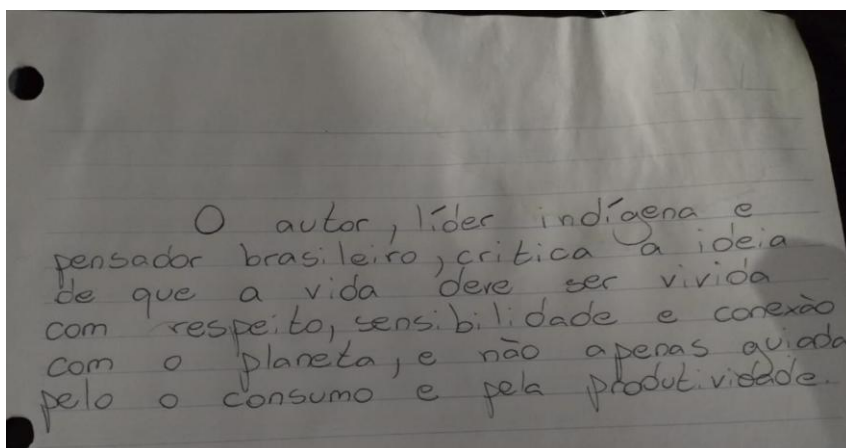 O autor, líder indígena e
pensador brasileiro, critica a ideia
de que a vida deve ser vivida
com respeito, sensibilidade e conexão
com o planeta, e não apenas guiada
pelo o consumo e pela produtividade.